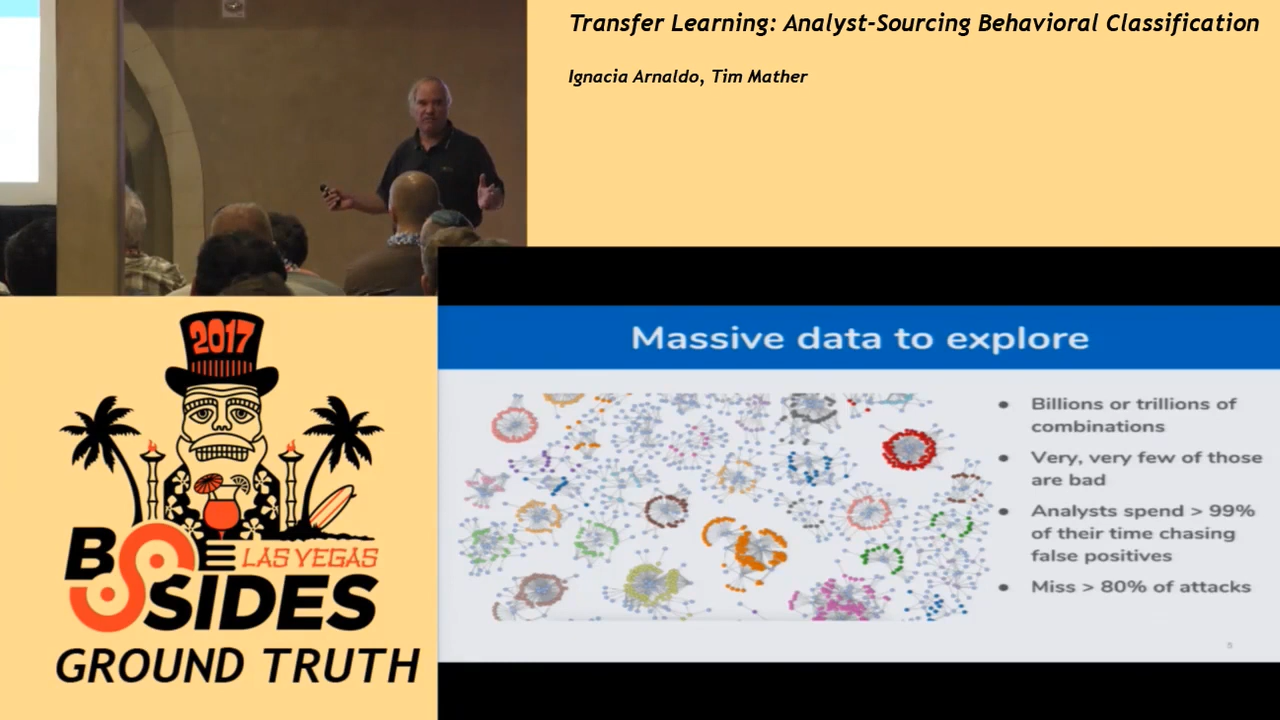 Transfer Learning: Analyst-Sourcing Behavioral Classification
Ignacia Arnaldo, Tim Mather
2017
BSIDES
LAS VEGAS
GROUND TRUTH
Massive data to explore
● Billions or trillions of
combinations
● Very, very few of those
are bad
● Analysts spend > 99%
of their time chasing
false positives
● Miss > 80% of attacks
5